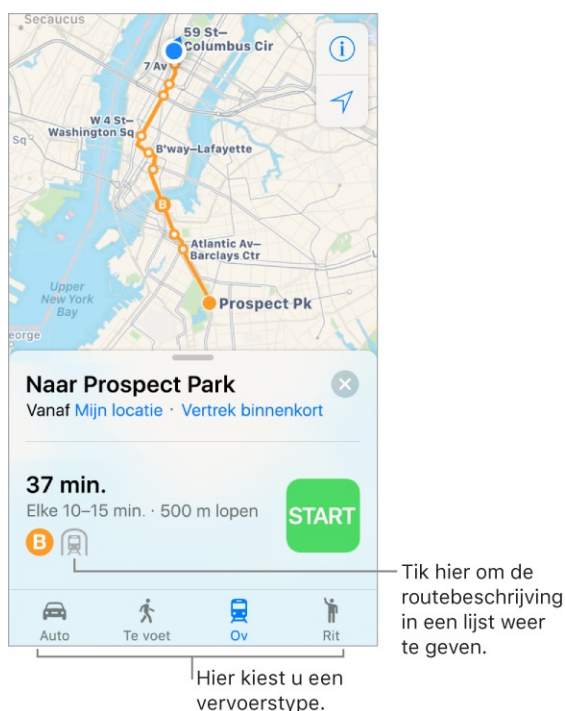 Secaucus
59 St–
Columbus Cir
7 Av
W 4 St–
Washington Sq
Sq
B'way–Lafayette
B
Atlantic Av–
Barclays Ctr
Upper
New York
Bay
Prospect Pk
eorge
Naar Prospect Park
Vanaf Mijn locatie · Vertrek binnenkort
37 min.
Elke 10–15 min. · 500 m lopen
START
B
Auto
Te voet
Ov
Rit
Tik hier om de
routebeschrijving
in een lijst weer
te geven.
Hier kiest u een
vervoerstype.